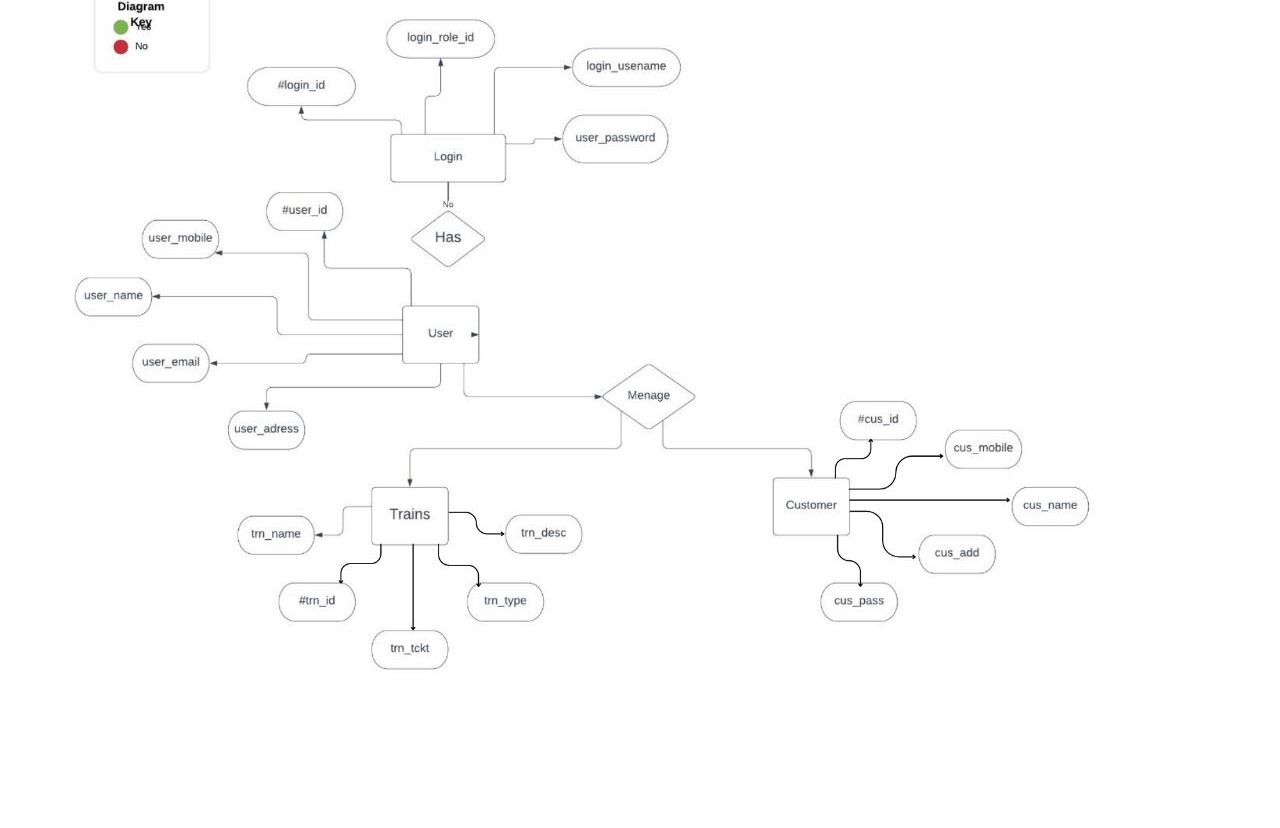 Diagram
Key
Yes
No
login_role_id
login_usename
#login_id
user_password
Login
No
Has
#user_id
user_mobile
user_name
User
user_email
user_adress
Menage
#cus_id
cus_mobile
Customer
cus_name
cus_add
cus_pass
Trains
trn_name
trn_desc
#trn_id
trn_type
trn_tckt